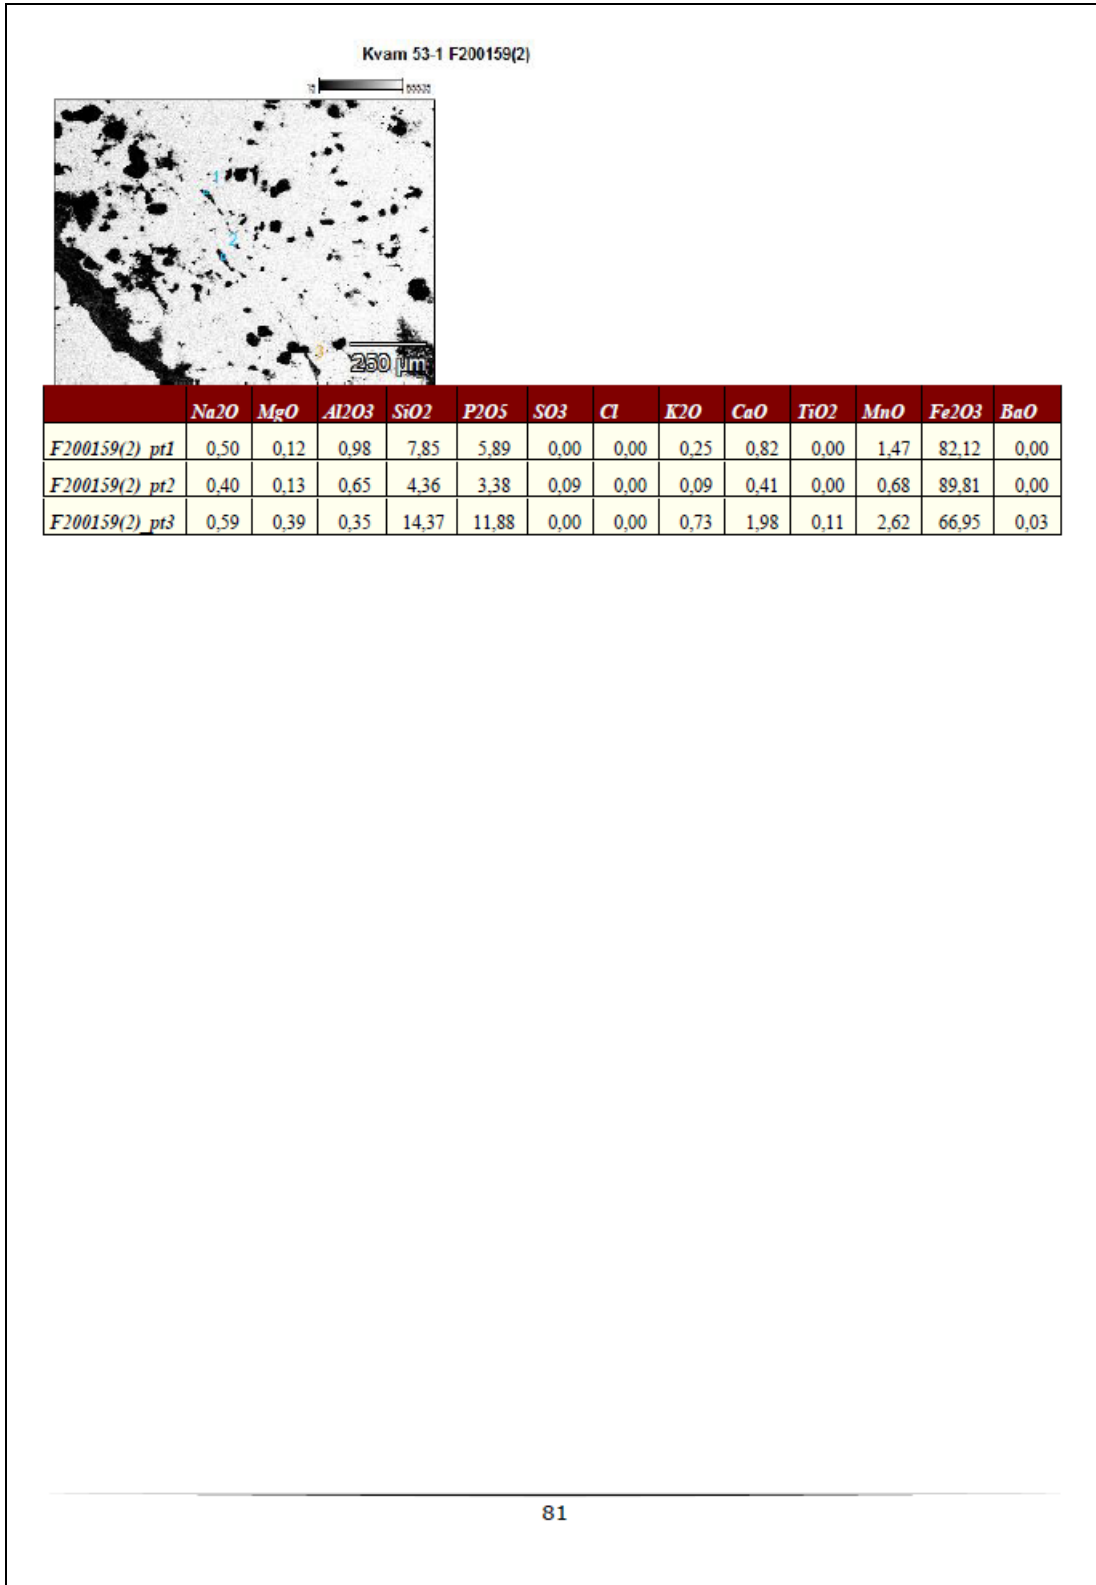 Kvam 53-1 F200159(2)
1
2
3
250 µm
Na2O MgO Al2O3 SiO2 P2O5 SO3 Cl K2O CaO TiO2 MnO Fe2O3 BaO
F200159(2)_pt1 0,50 0,12 0,98 7,85 5,89 0,00 0,00 0,25 0,82 0,00 1,47 82,12 0,00
F200159(2)_pt2 0,40 0,13 0,65 4,36 3,38 0,09 0,00 0,09 0,41 0,00 0,68 89,81 0,00
F200159(2)_pt3 0,59 0,39 0,35 14,37 11,88 0,00 0,00 0,73 1,98 0,11 2,62 66,95 0,03
81